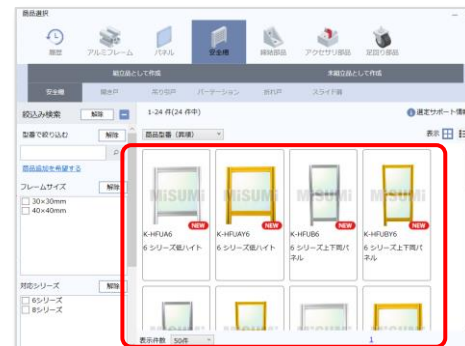 商品選択
履歴
アルミフレーム
パネル
安全柵
締結部品
アクセサリ部品
足回り部品
組立品として作成
未組立品として作成
安全柵
開き戸
吊り引戸
パーテーション
折れ戸
スライド扉
絞込み検索
解除
1-24 件(24 件中)
選定サポート情
型番で絞り込む
解除
商品型番 (昇順)
表示
商品追加を希望する
フレームサイズ
解除
30×30mm
40×40mm
対応シリーズ
解除
6シリーズ
8シリーズ
MiSUMi
MiSUMi
MiSUMi
MiSUMi
NEW
NEW
NEW
NEW
K-HFUA6
K-HFUAY6
K-HFUB6
K-HFUBY6
6 シリーズ低ハイト
6 シリーズ低ハイト
6 シリーズ上下同パネル
6 シリーズ上下同パネル
表示件数
50件
1